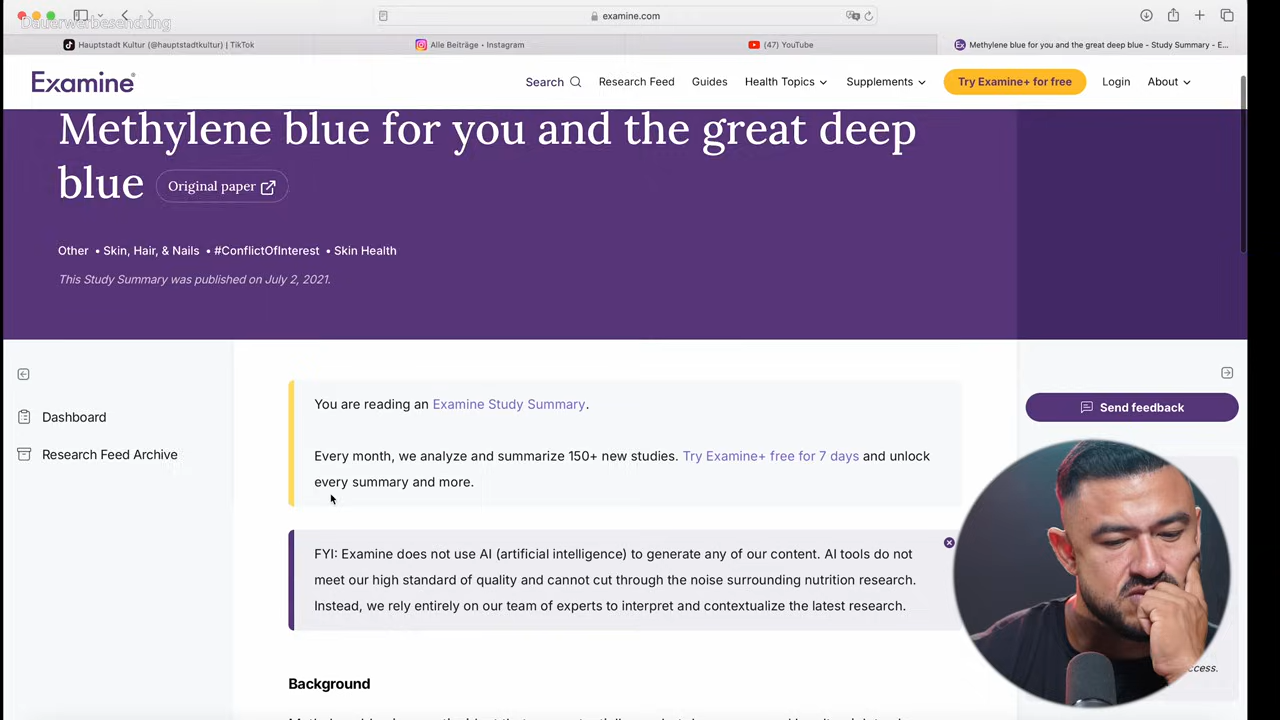 Dauerwerbesendung
examine.com
Hauptstadt Kultur (@hauptstadtkultur) | TikTok
Alle Beiträge • Instagram
(47) YouTube
Methylene blue for you and the great deep blue - Study Summary - E...
Examine
Search
Research Feed
Guides
Health Topics
Supplements
Try Examine+ for free
Login
About
Methylene blue for you and the great deep
blue
Original paper
Other • Skin, Hair, & Nails • #ConflictOfInterest • Skin Health
This Study Summary was published on July 2, 2021.
Dashboard
Research Feed Archive
You are reading an Examine Study Summary.
Every month, we analyze and summarize 150+ new studies. Try Examine+ free for 7 days and unlock
every summary and more.
Send feedback
FYI: Examine does not use AI (artificial intelligence) to generate any of our content. AI tools do not
meet our high standard of quality and cannot cut through the noise surrounding nutrition research.
Instead, we rely entirely on our team of experts to interpret and contextualize the latest research.
Background